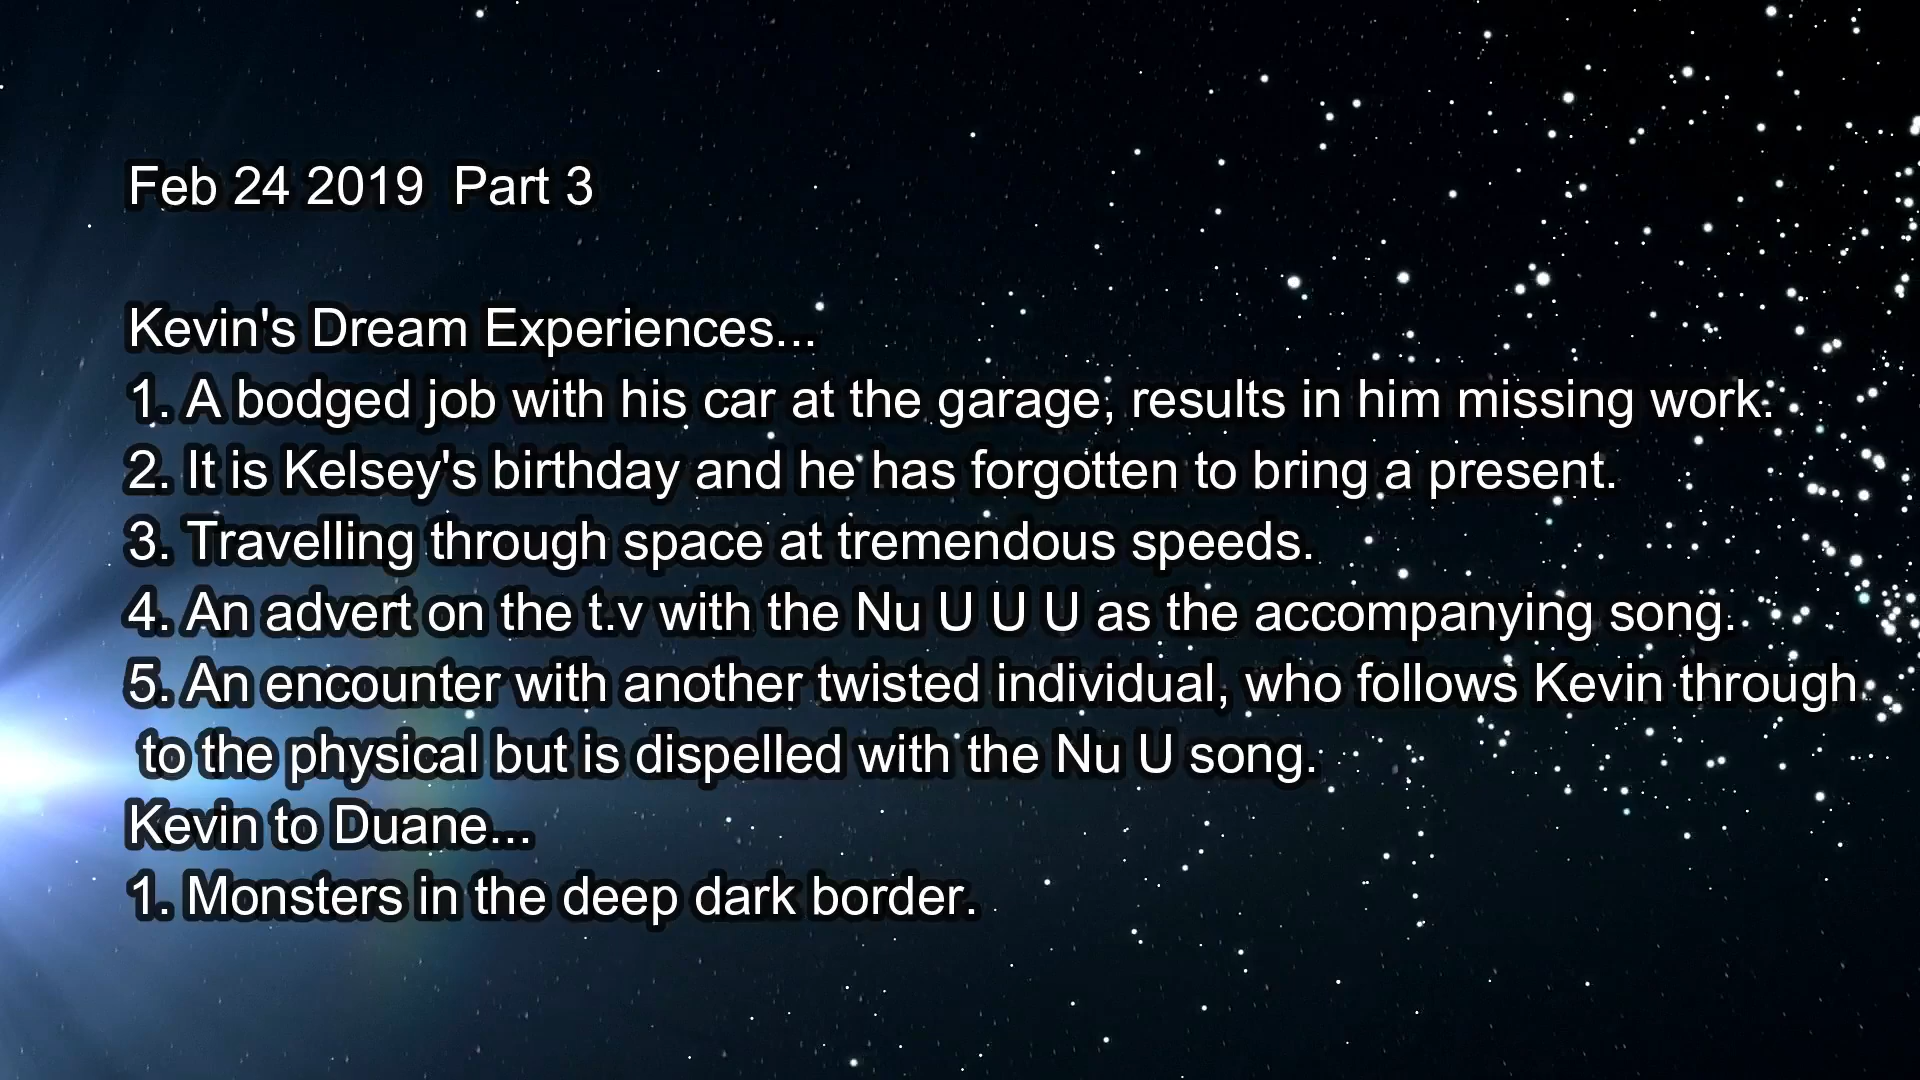 Feb 24 2019  Part 3
Kevin's Dream Experiences...
1. A bodged job with his car at the garage, results in him missing work.
2. It is Kelsey's birthday and he has forgotten to bring a present.
3. Travelling through space at tremendous speeds.
4. An advert on the t.v with the Nu U U U as the accompanying song.
5. An encounter with another twisted individual, who follows Kevin through
to the physical but is dispelled with the Nu U song.
Kevin to Duane...
1. Monsters in the deep dark border.